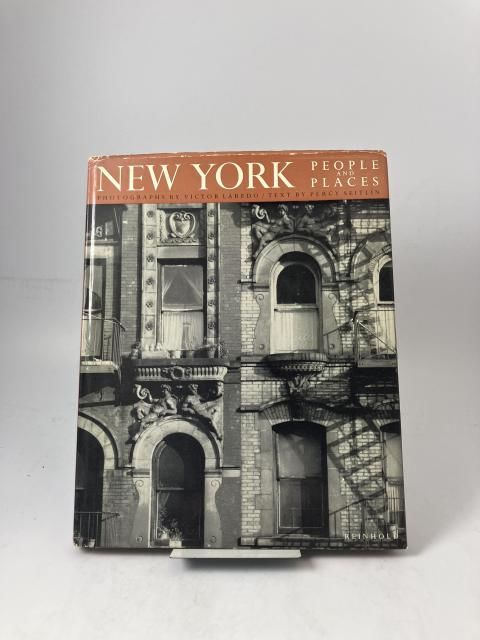 NEW YORK PEOPLE AND PLACES
PHOTOGRAPHS BY VICTOR LAREDO / TEXT BY PERCY SEITLIN
REINHOLD